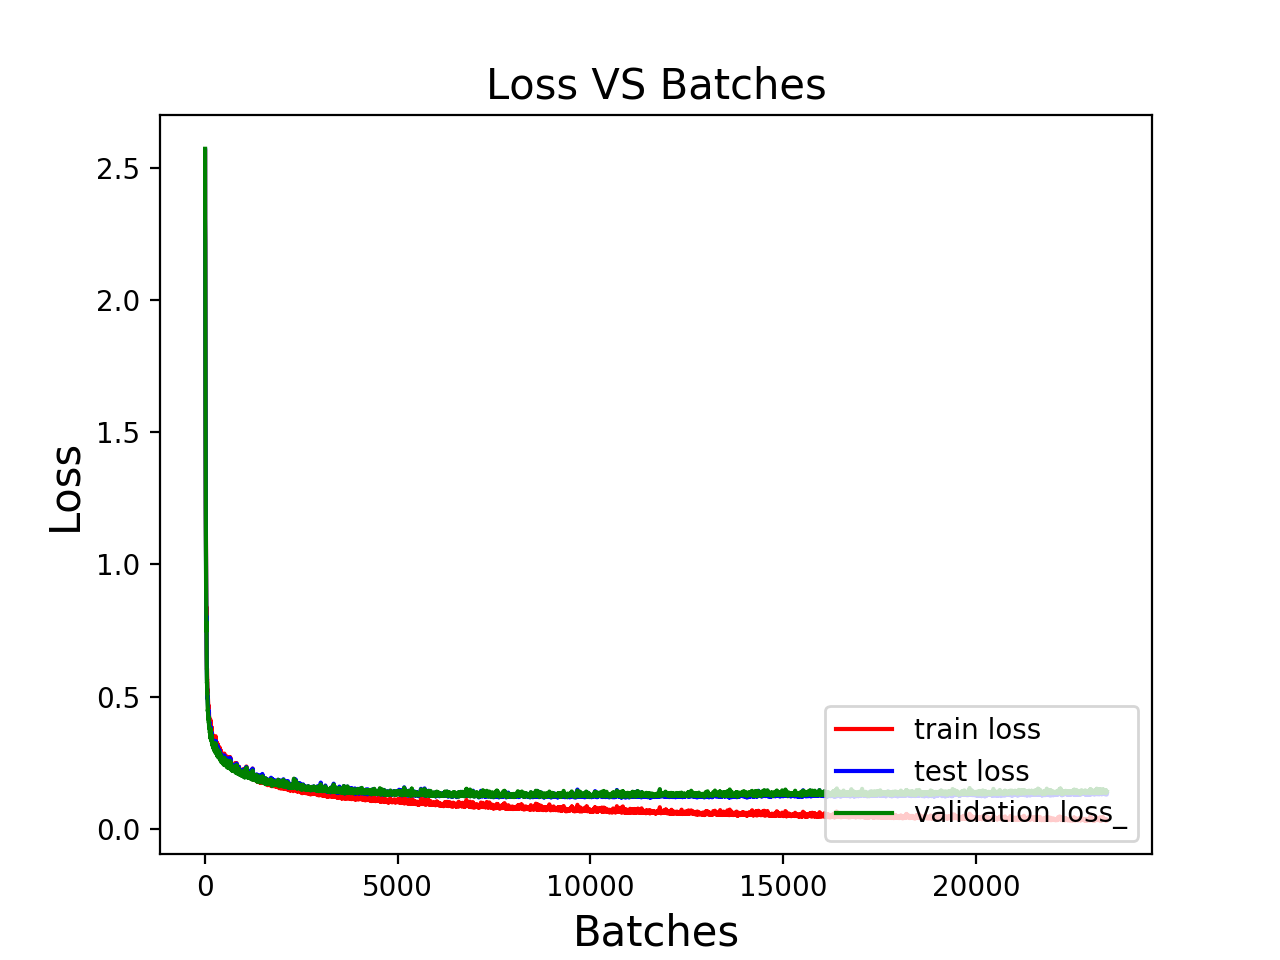 Loss VS Batches
2.5
2.0
1.5
1.0
0.5
0.0
Loss
train loss
test loss
validation loss_
0 5000 10000 15000 20000
Batches